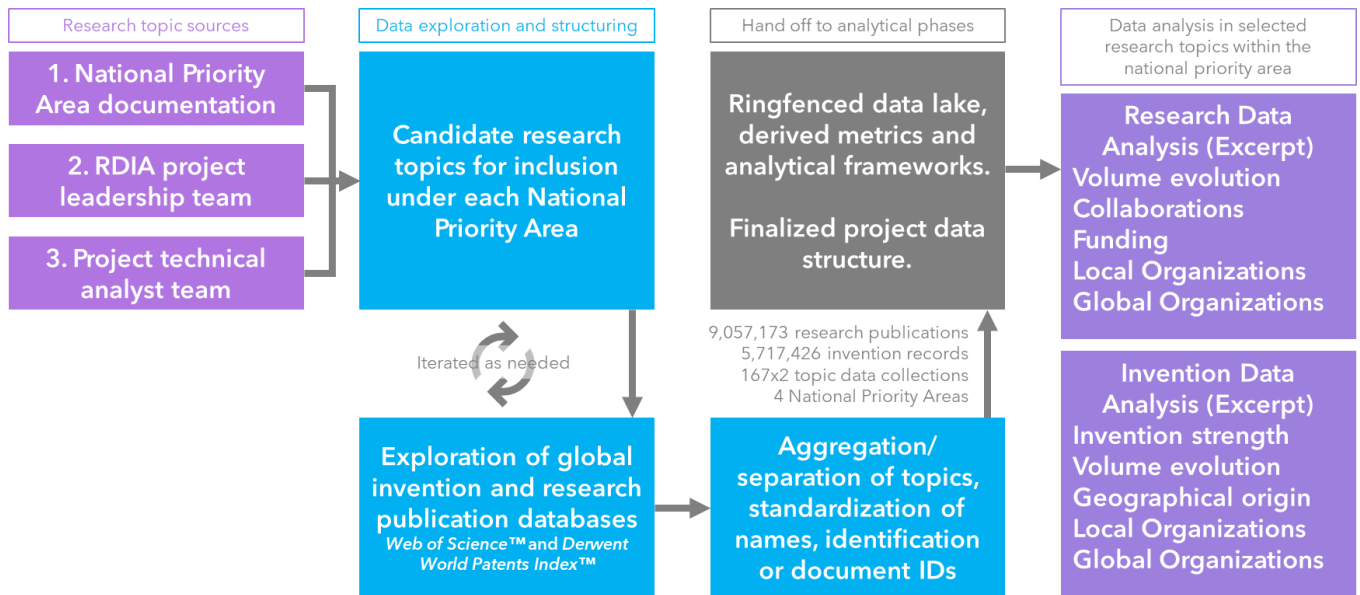 Research topic sources
1. National Priority
Area documentation
2. RDIA project
leadership team
3. Project technical
analyst team
Data exploration and structuring
Candidate research
topics for inclusion
under each National
Priority Area
Iterated as needed
Exploration of global
invention and research
publication databases
Web of Science™ and Derwent
World Patents Index™
Aggregation/
separation of topics,
standardization of
names, identification
or document IDs
9,057,173 research publications
5,717,426 invention records
167x2 topic data collections
4 National Priority Areas
Hand off to analytical phases
Ringfenced data lake,
derived metrics and
analytical frameworks.
Finalized project data
structure.
Data analysis in selected
research topics within the
national priority area
Research Data
Analysis (Excerpt)
Volume evolution
Collaborations
Funding
Local Organizations
Global Organizations
Invention Data
Analysis (Excerpt)
Invention strength
Volume evolution
Geographical origin
Local Organizations
Global Organizations